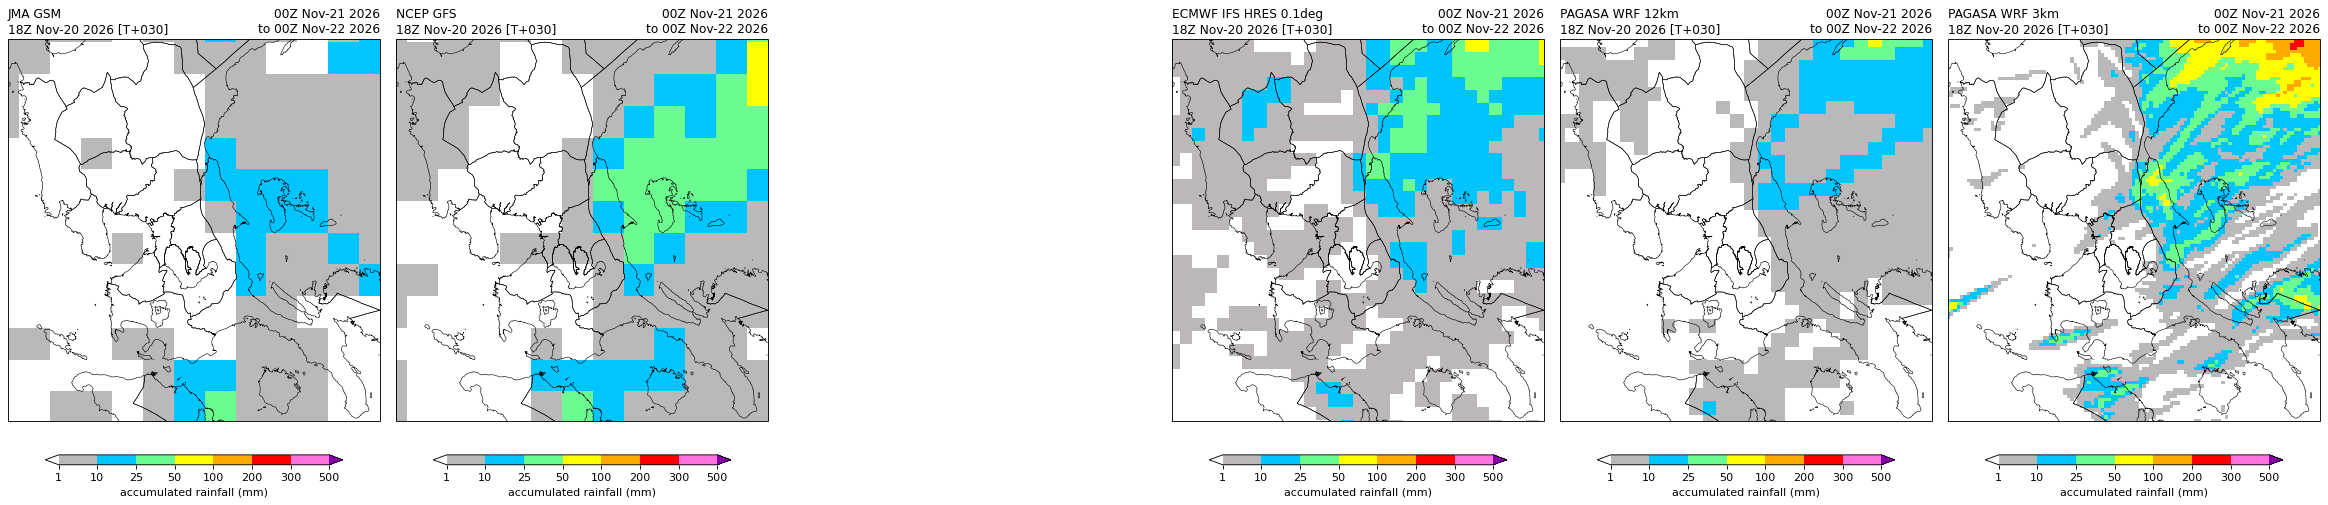 JMA GSM
18Z Nov-20 2026 [T+030]
00Z Nov-21 2026
to 00Z Nov-22 2026
1 10 25 50 100 200 300 500
accumulated rainfall (mm)
NCEP GFS
18Z Nov-20 2026 [T+030]
00Z Nov-21 2026
to 00Z Nov-22 2026
1 10 25 50 100 200 300 500
accumulated rainfall (mm)
ECMWF IFS HRES 0.1deg
18Z Nov-20 2026 [T+030]
00Z Nov-21 2026
to 00Z Nov-22 2026
1 10 25 50 100 200 300 500
accumulated rainfall (mm)
PAGASA WRF 12km
18Z Nov-20 2026 [T+030]
00Z Nov-21 2026
to 00Z Nov-22 2026
1 10 25 50 100 200 300 500
accumulated rainfall (mm)
PAGASA WRF 3km
18Z Nov-20 2026 [T+030]
00Z Nov-21 2026
to 00Z Nov-22 2026
1 10 25 50 100 200 300 500
accumulated rainfall (mm)